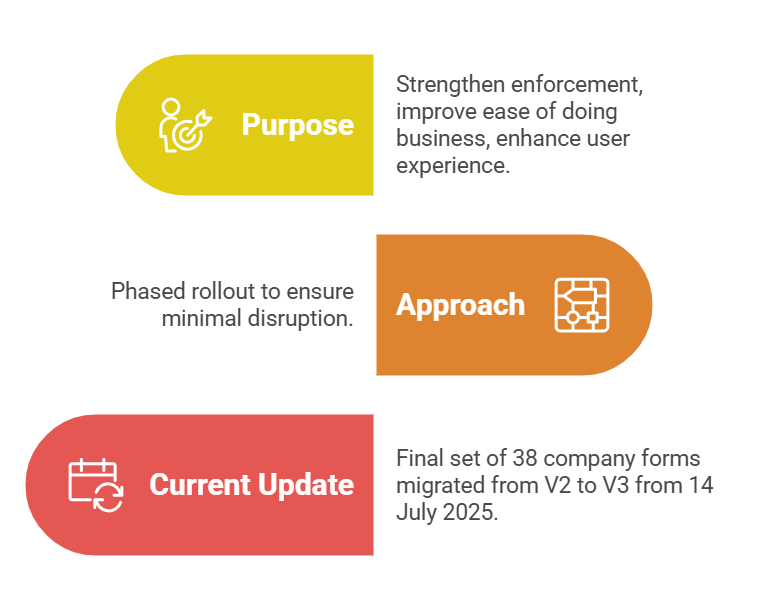 Purpose
Strengthen enforcement,
improve ease of doing
business, enhance user
experience.
Phased rollout to ensure
minimal disruption.
Approach
Current Update
Final set of 38 company forms
migrated from V2 to V3 from 14
July 2025.